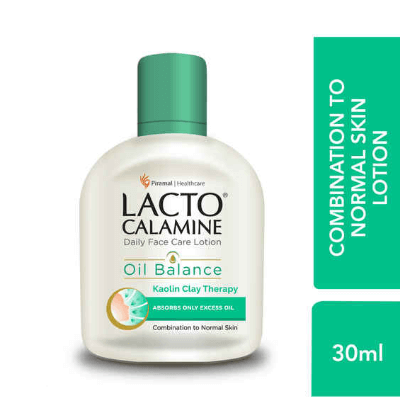 Piramal | Healthcare
LACTO®
CALAMINE
Daily Face Care Lotion
Oil Balance
Kaolin Clay Therapy
ABSORBS ONLY EXCESS OIL
Combination to Normal Skin
COMBINATION TO
NORMAL SKIN
LOTION
30ml